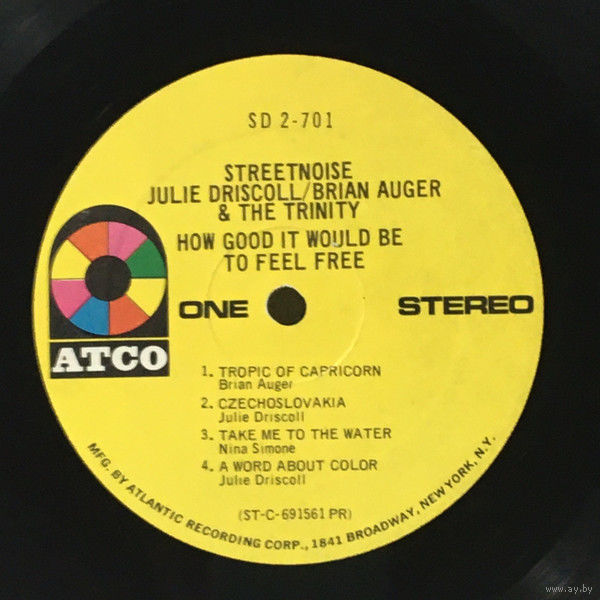 SD 2-701
STREETNOISE
JULIE DRISCOLL/BRIAN AUGER
& THE TRINITY
HOW GOOD IT WOULD BE
TO FEEL FREE
ONE
STEREO
ATCO
1. TROPIC OF CAPRICORN
Brian Auger
2. CZECHOSLOVAKIA
Julie Driscoll
3. TAKE ME TO THE WATER
Nina Simone
4. A WORD ABOUT COLOR
Julie Driscoll
(ST-C-691561 PR)
MFG. BY ATLANTIC RECORDING CORP., 1841 BROADWAY, NEW YORK, N.Y.
www.ay.by